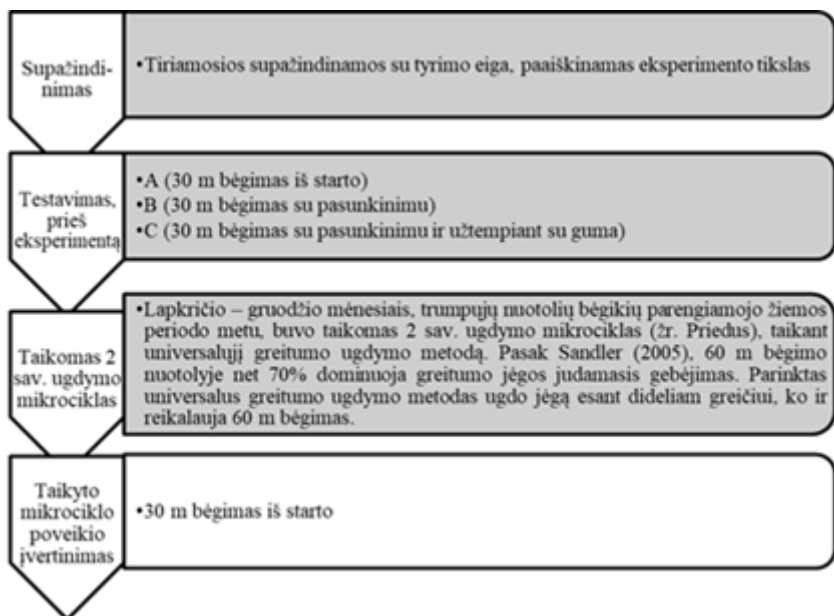 Supažindi-
nimas
•Tiriamosios supažindinamos su tyrimo eiga, paaiškinamas eksperimento tikslas
Testavimas,
prieš
eksperimentą
•A (30 m bėgimas iš starto)
•B (30 m bėgimas su pasunkinimu)
•C (30 m bėgimas su pasunkinimu ir užtempiant su guma)
Taikomas 2
sav. ugdymo
mikrociklas
•Lapkričio – gruodžio mėnesiais, trumpųjų nuotolių bėgikių parengiamojo žiemos
periodo metu, buvo taikomas 2 sav. ugdymo mikrociklas (žr. Priedus), taikant
universalųjį greitumo ugdymo metodą. Pasak Sandler (2005), 60 m bėgimo
nuotolyje net 70% dominuoja greitumo jėgos judamasis gebėjimas. Parinktas
universalus greitumo ugdymo metodas ugdo jėgą esant dideliam greičiui, ko ir
reikalauja 60 m bėgimas.
Taikyto
mikrociklo
poveikio
įvertinimas
•30 m bėgimas iš starto